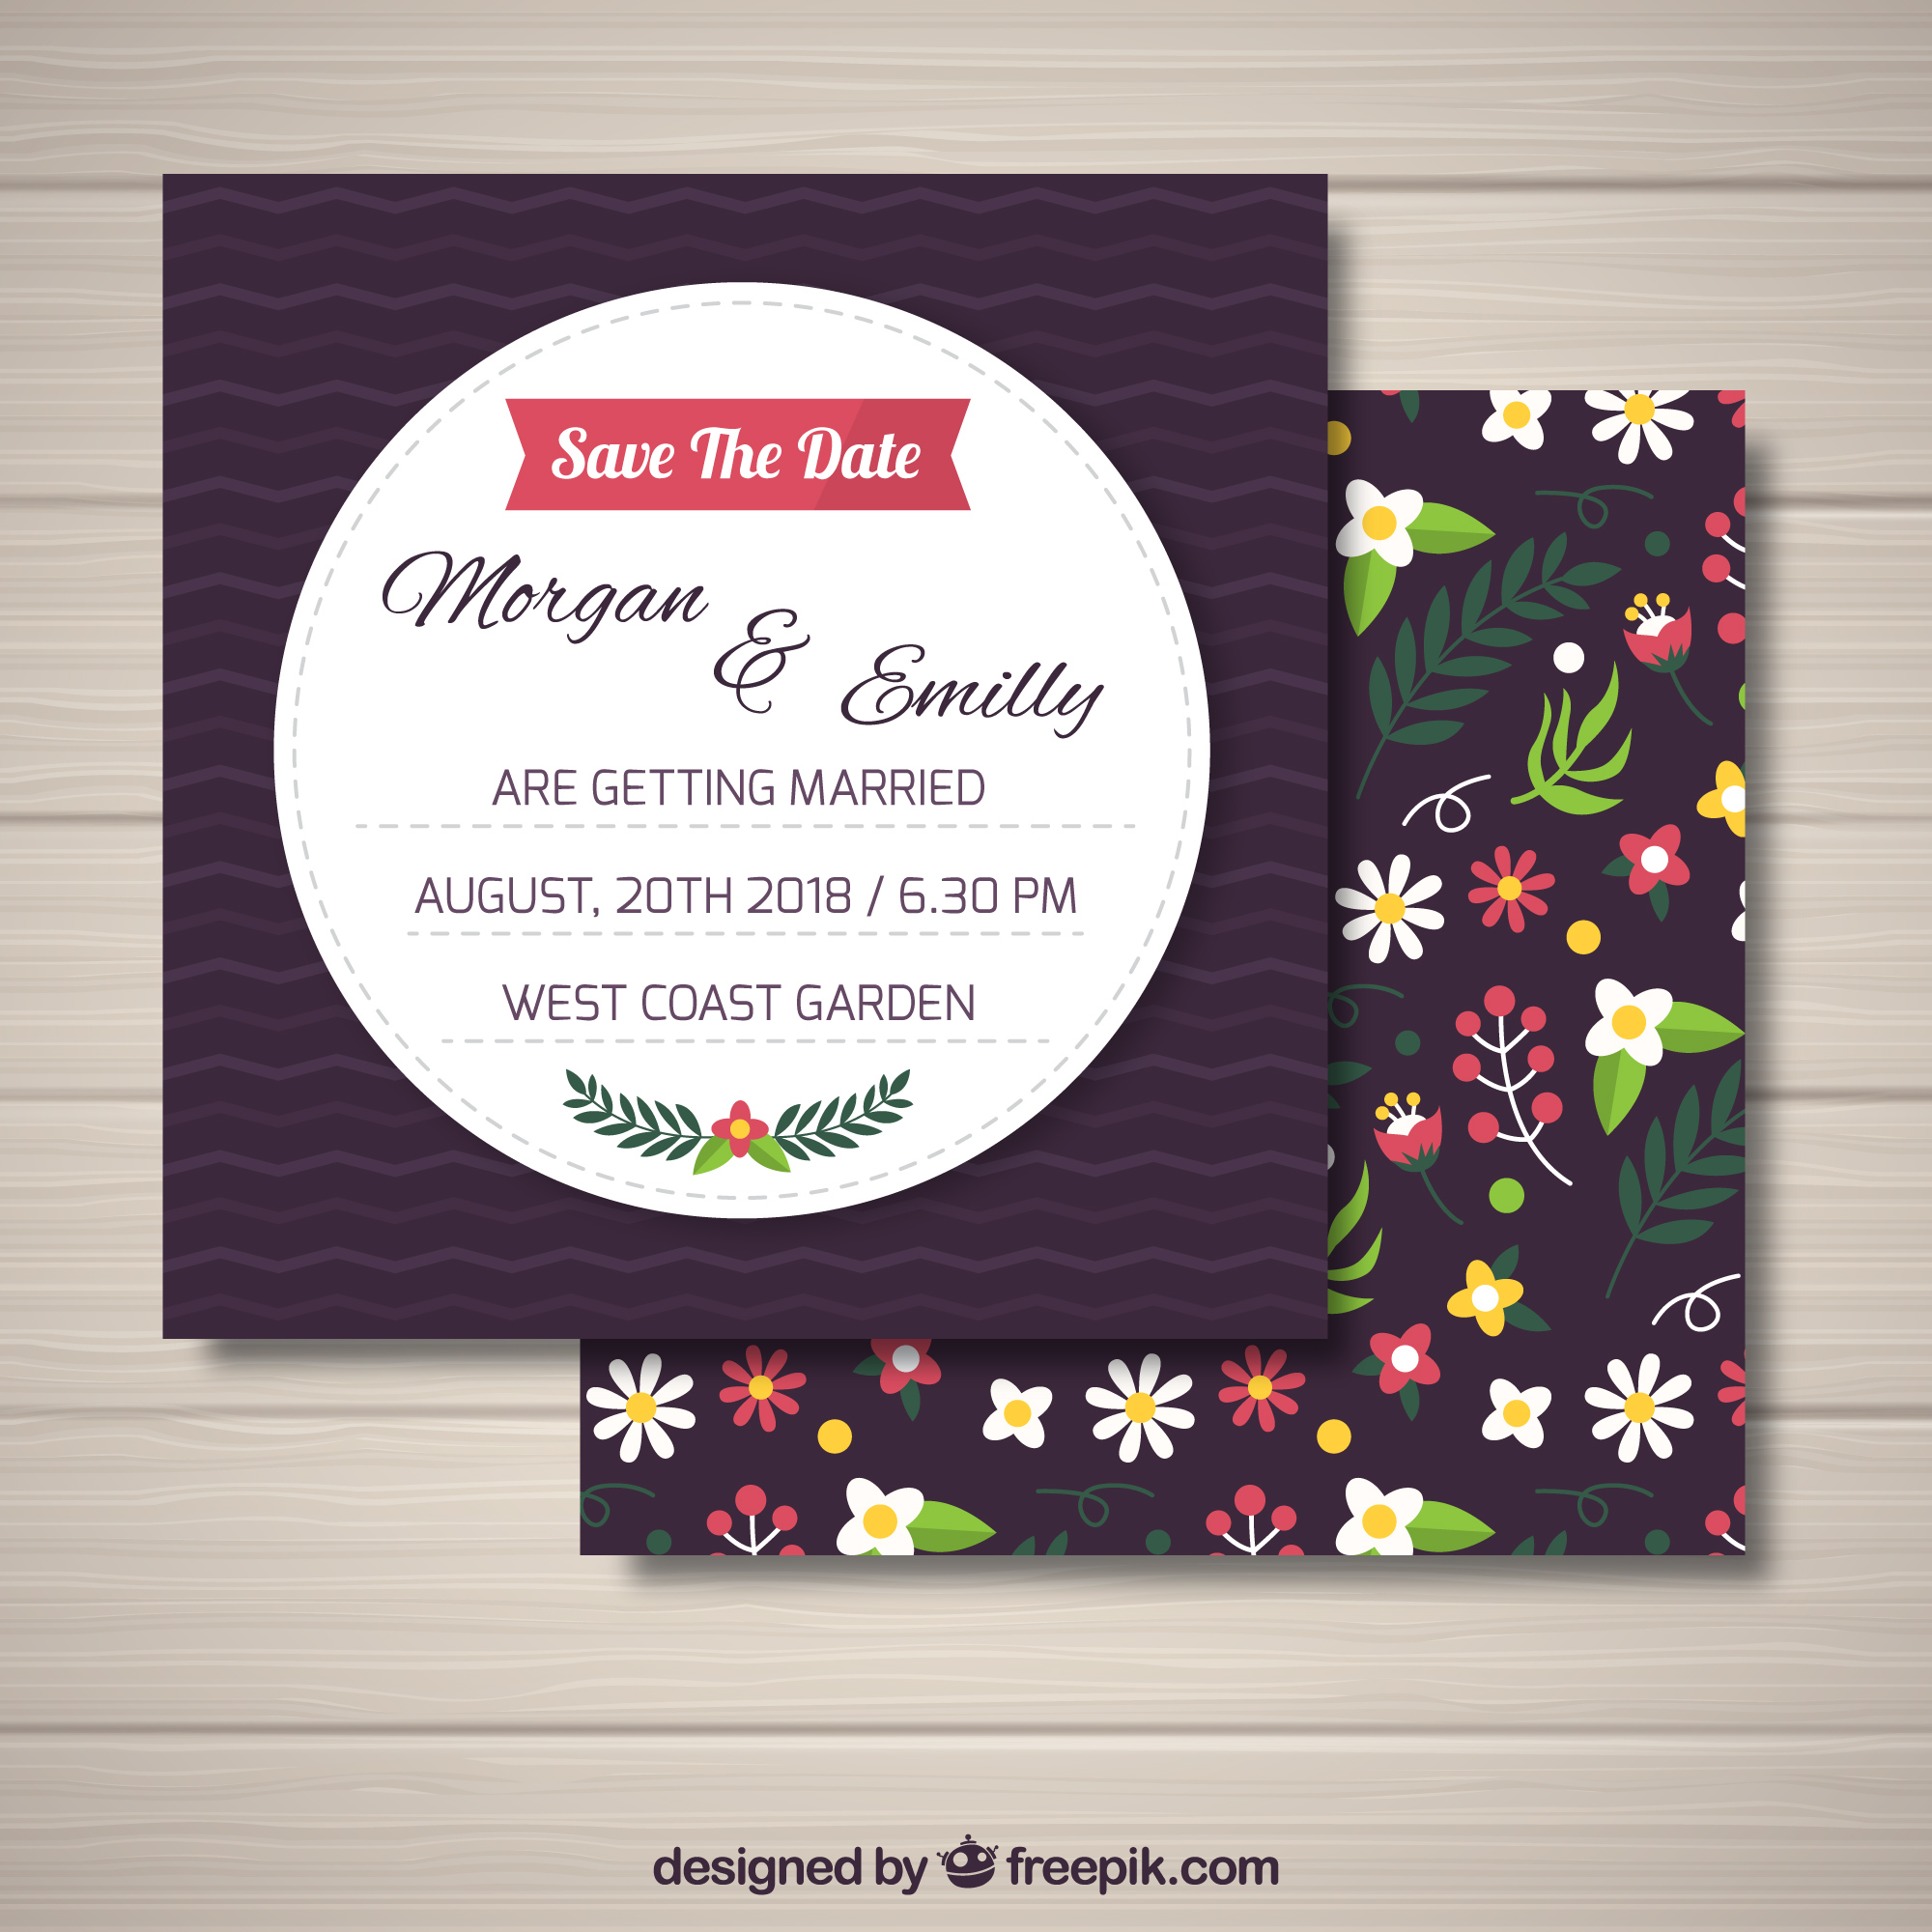 Save The Date
Morgan
&
Emilly
ARE GETTING MARRIED
AUGUST, 20TH 2018 / 6.30 PM
WEST COAST GARDEN
designed by freepik.com